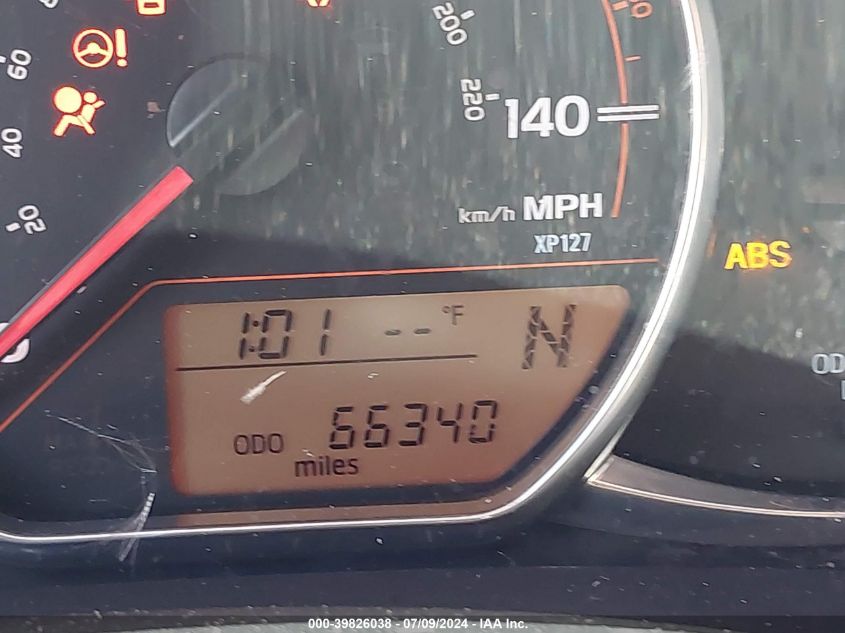 60
40
20
200
220
140
km/h MPH
XP127
ABS
1:01 -- °F N
ODO 66340
miles
000-39826038 - 07/09/2024 - IAA Inc.